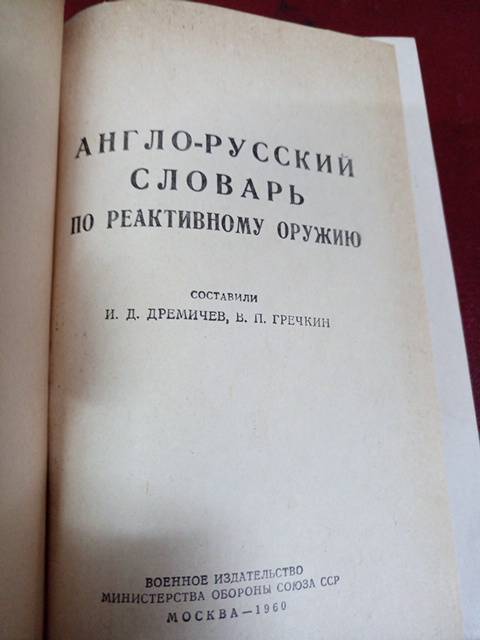 АНГЛО-РУССКИЙ
СЛОВАРЬ
ПО РЕАКТИВНОМУ ОРУЖИЮ
СОСТАВИЛИ
И. Д. ДРЕМИЧЕВ, В. П. ГРЕЧКИН
ВОЕННОЕ ИЗДАТЕЛЬСТВО
МИНИСТЕРСТВА ОБОРОНЫ СОЮЗА ССР
МОСКВА—1960